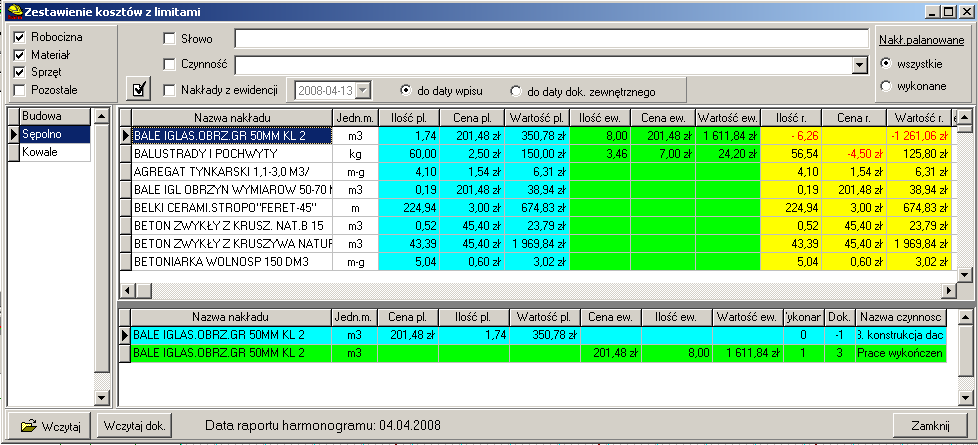 Zestawienie kosztów z limitami
Robocizna
Materiał
Sprzęt
Pozostałe
Słowo
Czynność
Nakłady z ewidencji 2008-04-13 do daty wpisu do daty dok. zewnętrznego
Nakł.palanowane
wszystkie
wykonane
Budowa
Sępolno
Kowale
Nazwa nakładu Jedn.m. Ilość pl. Cena pl. Wartość pl. Ilość ew. Cena ew. Wartość ew. Ilość r. Cena r. Wartość r.
BALE IGLAS.OBRZ.GR 50MM KL 2 m3 1,74 201,48 zł 350,78 zł 8,00 201,48 zł 1 611,84 zł - 6,26 -1 261,06 zł
BALUSTRADY I POCHWYTY kg 60,00 2,50 zł 150,00 zł 3,46 7,00 zł 24,20 zł 56,54 -4,50 zł 125,80 zł
AGREGAT TYNKARSKI 1,1-3,0 M3/ m-g 4,10 1,54 zł 6,31 zł 4,10 1,54 zł 6,31 zł
BALE IGL OBRZYN WYMIAROW 50-70 m3 0,19 201,48 zł 38,94 zł 0,19 201,48 zł 38,94 zł
BELKI CERAMI.STROPO"FERET-45" m 224,94 3,00 zł 674,83 zł 224,94 3,00 zł 674,83 zł
BETON ZWYKŁY Z KRUSZ. NAT.B 15 m3 0,52 45,40 zł 23,79 zł 0,52 45,40 zł 23,79 zł
BETON ZWYKŁY Z KRUSZYWA NATUR m3 43,39 45,40 zł 1 969,84 zł 43,39 45,40 zł 1 969,84 zł
BETONIARKA WOLNOSP 150 DM3 m-g 5,04 0,60 zł 3,02 zł 5,04 0,60 zł 3,02 zł
Nazwa nakładu Jedn.m. Cena pl. Ilość pl. Wartość pl. Cena ew. Ilość ew. Wartość ew. Wykonan Dok. Nazwa czynnosc
BALE IGLAS.OBRZ.GR 50MM KL 2 m3 201,48 zł 1,74 350,78 zł 0 -1 3. konstrukcja dac
BALE IGLAS.OBRZ.GR 50MM KL 2 m3 201,48 zł 8,00 1 611,84 zł 1 3 Prace wykończen
Wczytaj Wczytaj dok. Data raportu harmonogramu: 04.04.2008 Zamknij